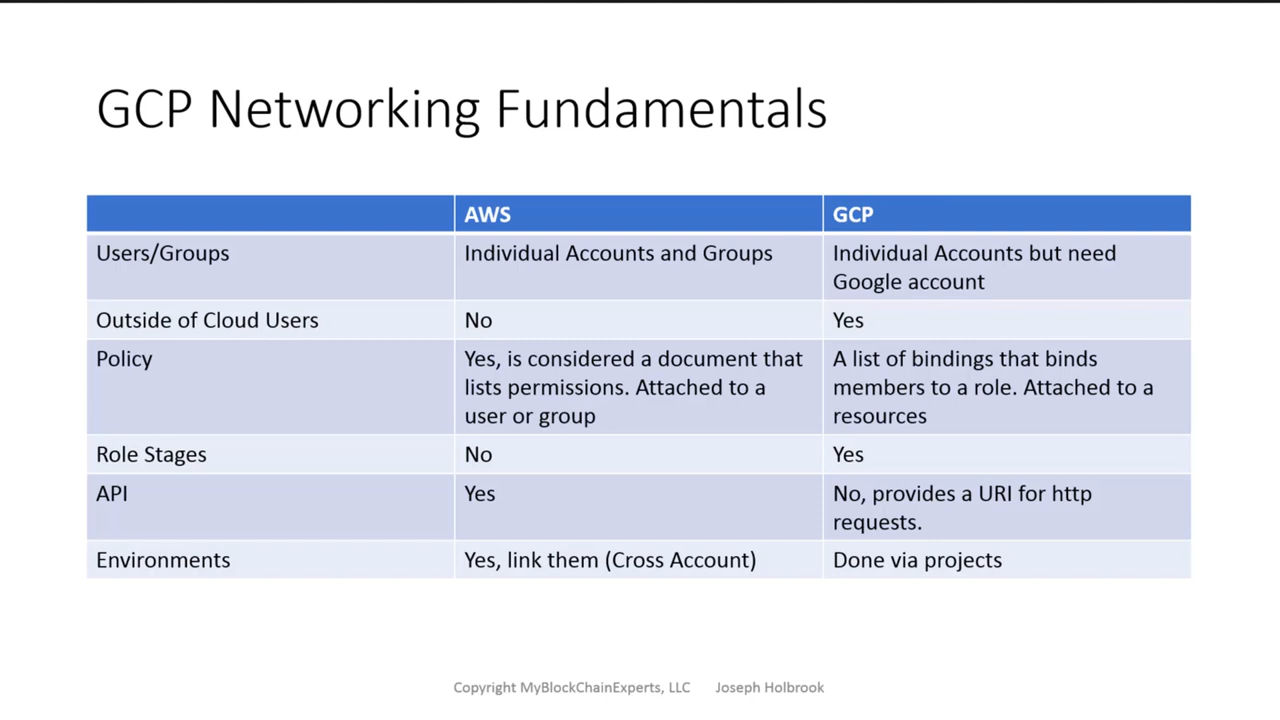 GCP Networking Fundamentals
AWS
GCP
Users/Groups
Individual Accounts and Groups
Individual Accounts but need
Google account
Outside of Cloud Users
No
Yes
Policy
Yes, is considered a document that
lists permissions. Attached to a
user or group
A list of bindings that binds
members to a role. Attached to a
resources
Role Stages
No
Yes
API
Yes
No, provides a URI for http
requests.
Environments
Yes, link them (Cross Account)
Done via projects
Copyright MyBlockChainExperts, LLC Joseph Holbrook